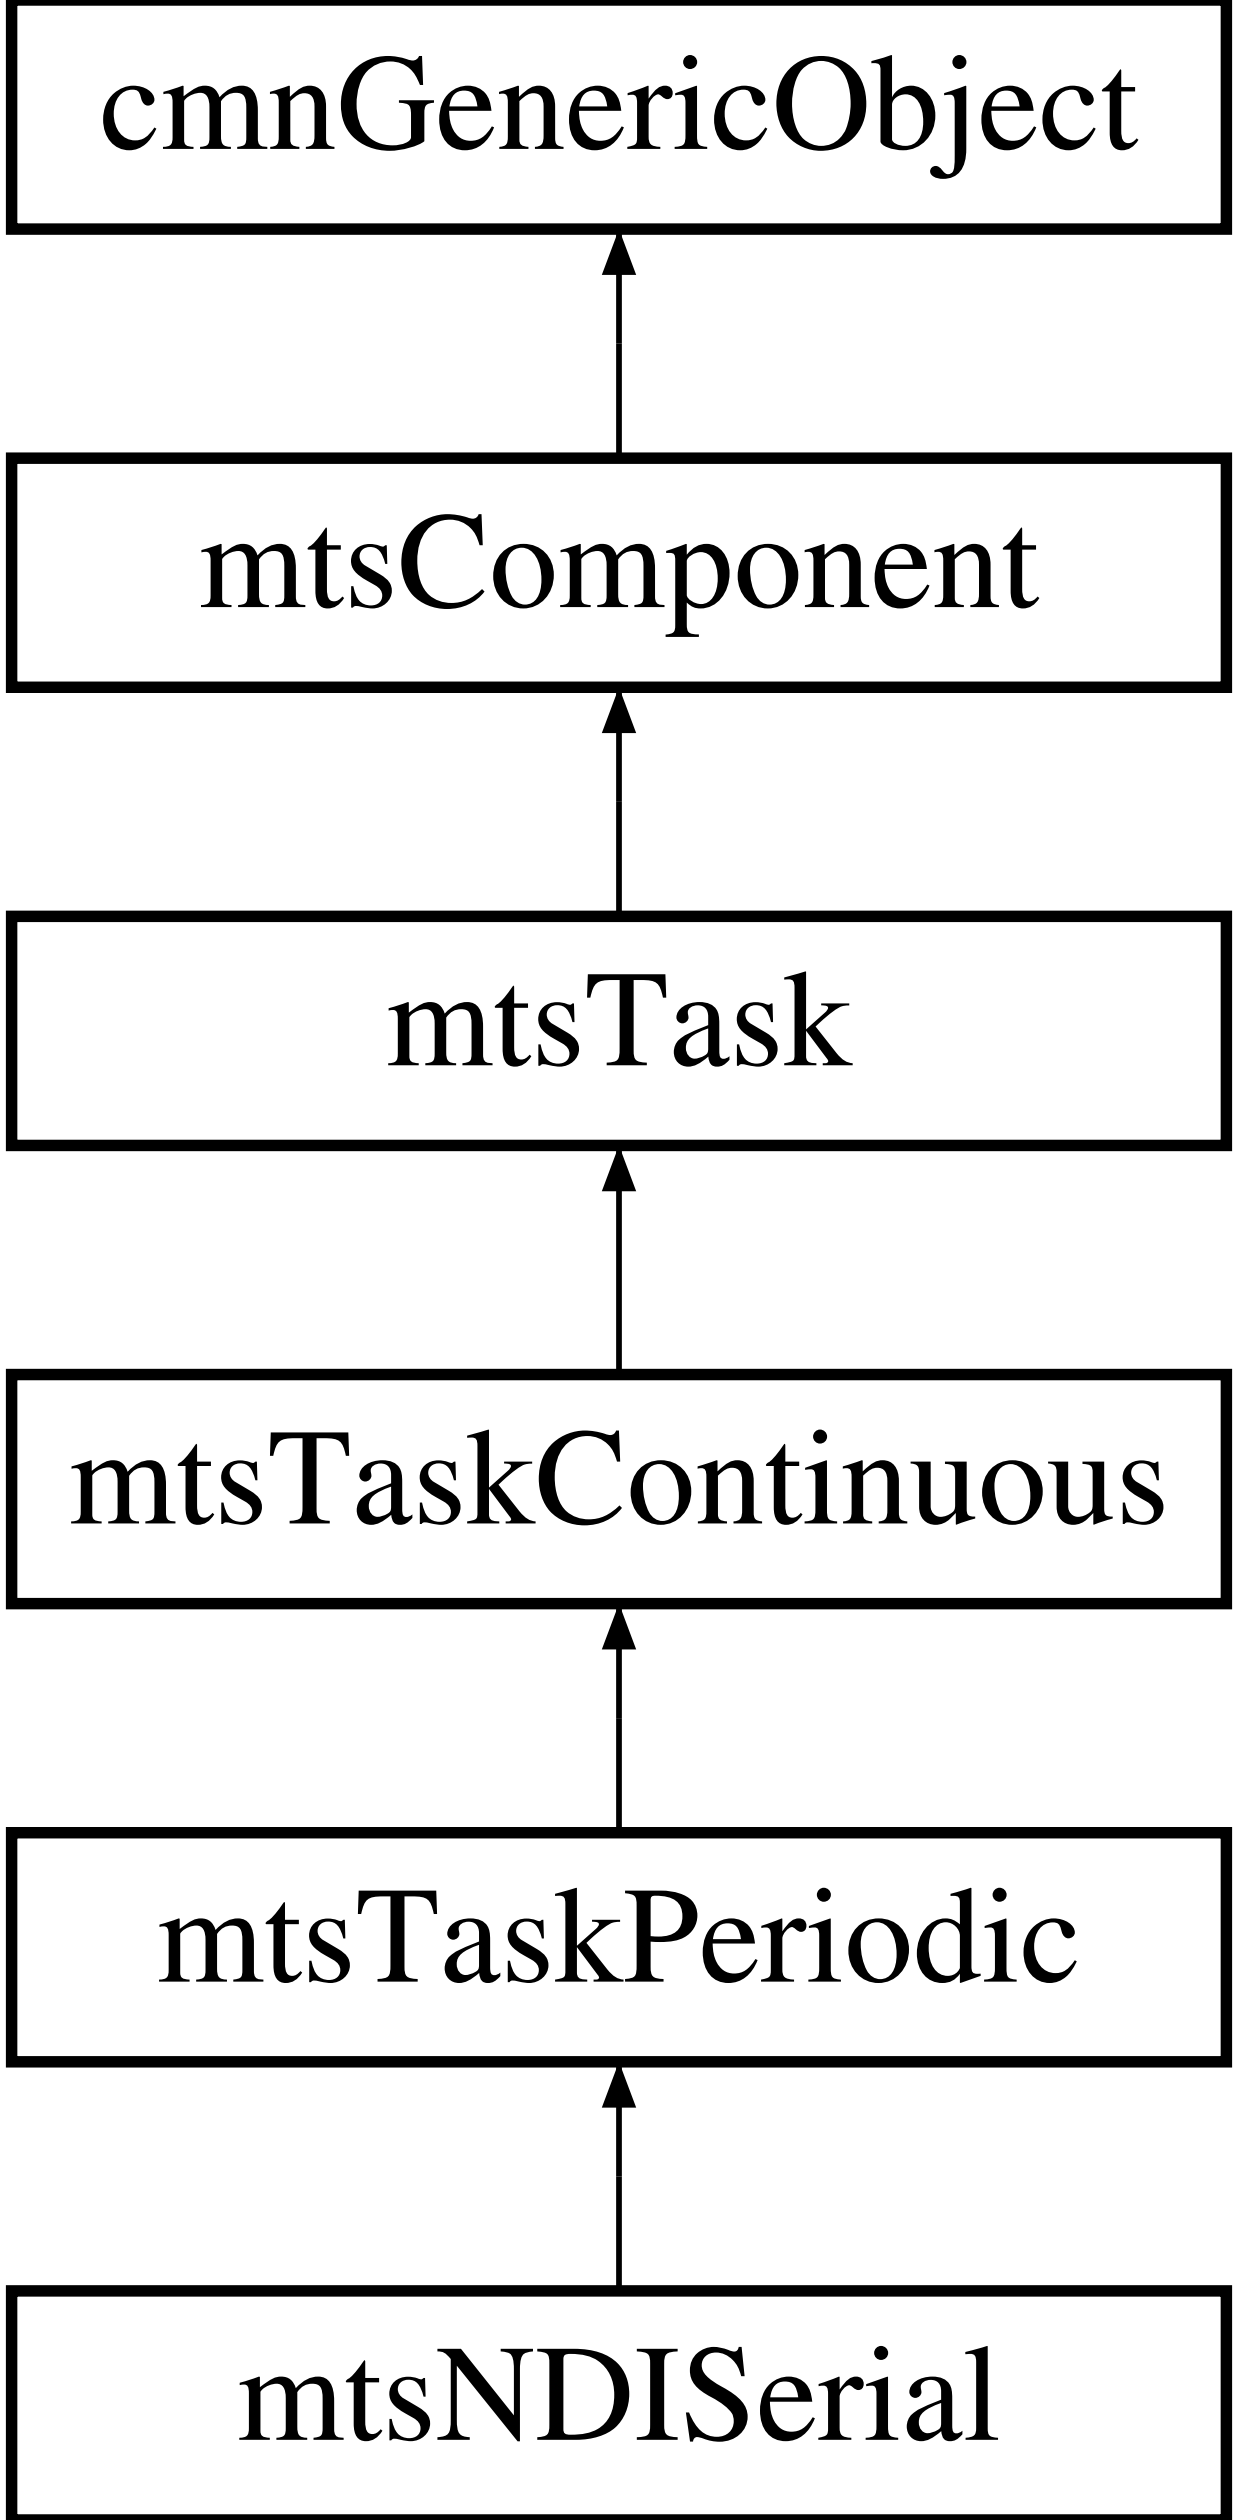 cmnGenericObject
mtsComponent
mtsTask
mtsTaskContinuous
mtsTaskPeriodic
mtsNDISerial